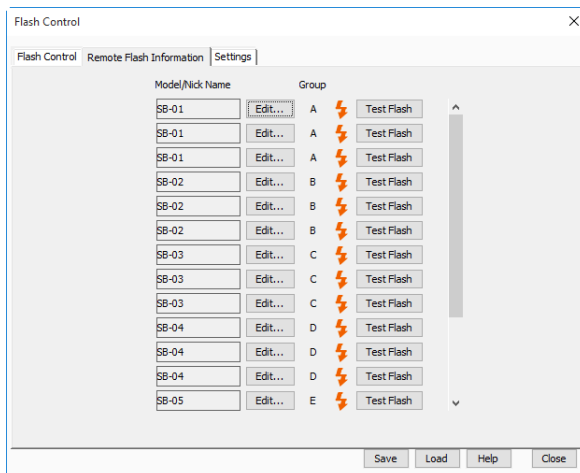 Flash Control
Flash Control Remote Flash Information Settings
Model/Nick Name Group
SB-01 Edit... A Test Flash
SB-01 Edit... A Test Flash
SB-01 Edit... A Test Flash
SB-02 Edit... B Test Flash
SB-02 Edit... B Test Flash
SB-02 Edit... B Test Flash
SB-03 Edit... C Test Flash
SB-03 Edit... C Test Flash
SB-03 Edit... C Test Flash
SB-04 Edit... D Test Flash
SB-04 Edit... D Test Flash
SB-04 Edit... D Test Flash
SB-05 Edit... E Test Flash
Save Load Help Close